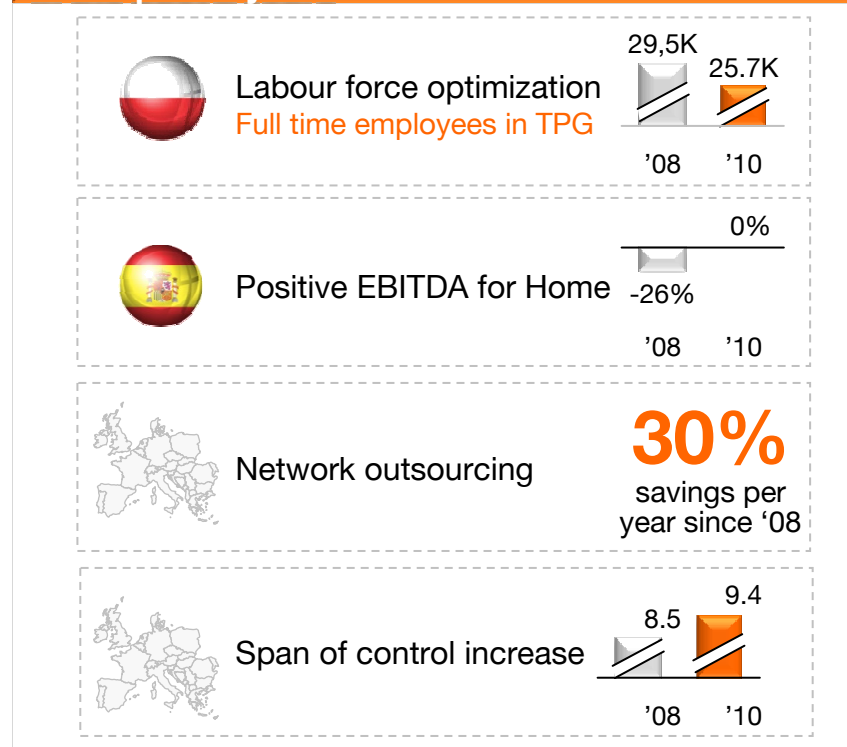 29,5K
25.7K
Labour force optimization
Full time employees in TPG
’08 ’10
0%
Positive EBITDA for Home
-26%
’08 ’10
30%
Network outsourcing
savings per
year since ‘08
9.4
8.5
Span of control increase
’08 ’10